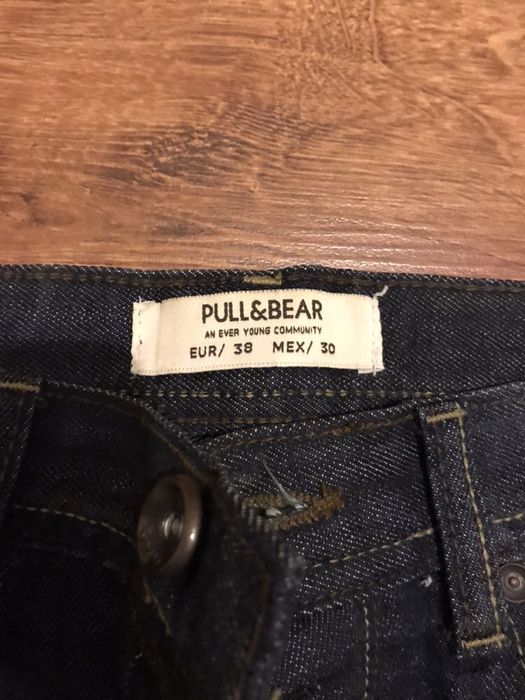 PULL&BEAR
AN EVER YOUNG COMMUNITY
EUR/ 38 MEX/ 30